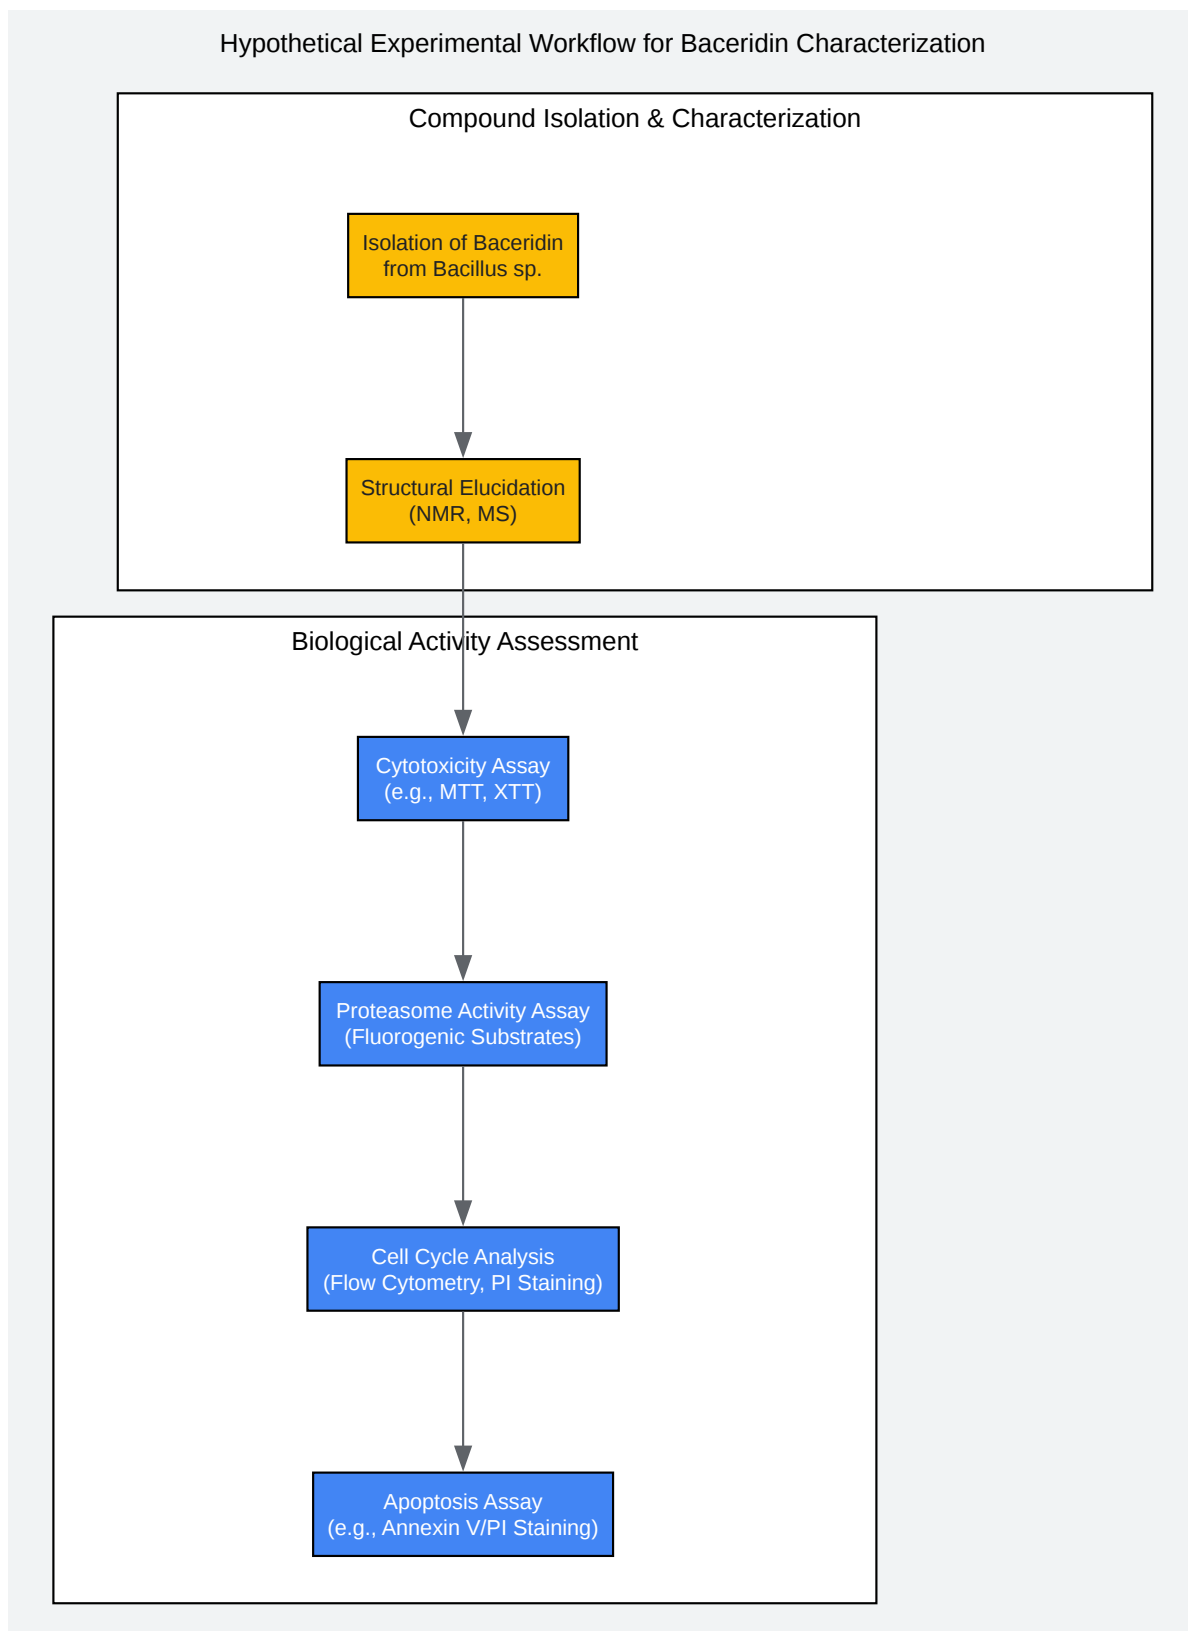 Hypothetical Experimental Workflow for Baceridin Characterization
Compound Isolation & Characterization
Isolation of Baceridin
from Bacillus sp.
Structural Elucidation
(NMR, MS)
Biological Activity Assessment
Cytotoxicity Assay
(e.g., MTT, XTT)
Proteasome Activity Assay
(Fluorogenic Substrates)
Cell Cycle Analysis
(Flow Cytometry, PI Staining)
Apoptosis Assay
(e.g., Annexin V/PI Staining)